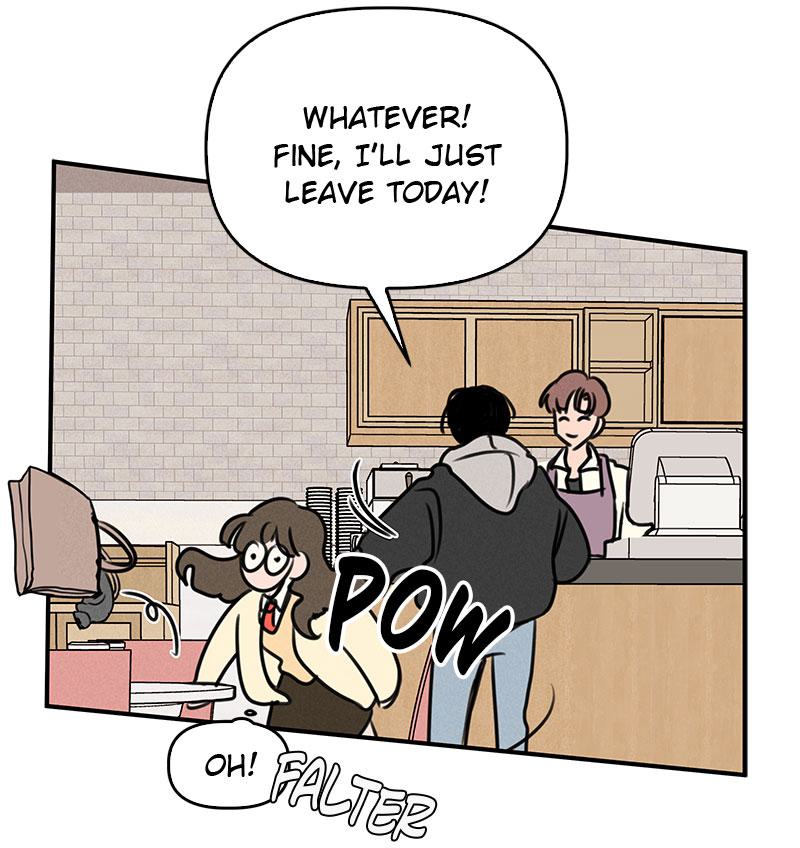 WHATEVER!
FINE, I'LL JUST
LEAVE TODAY!
POW
OH!
FALTER